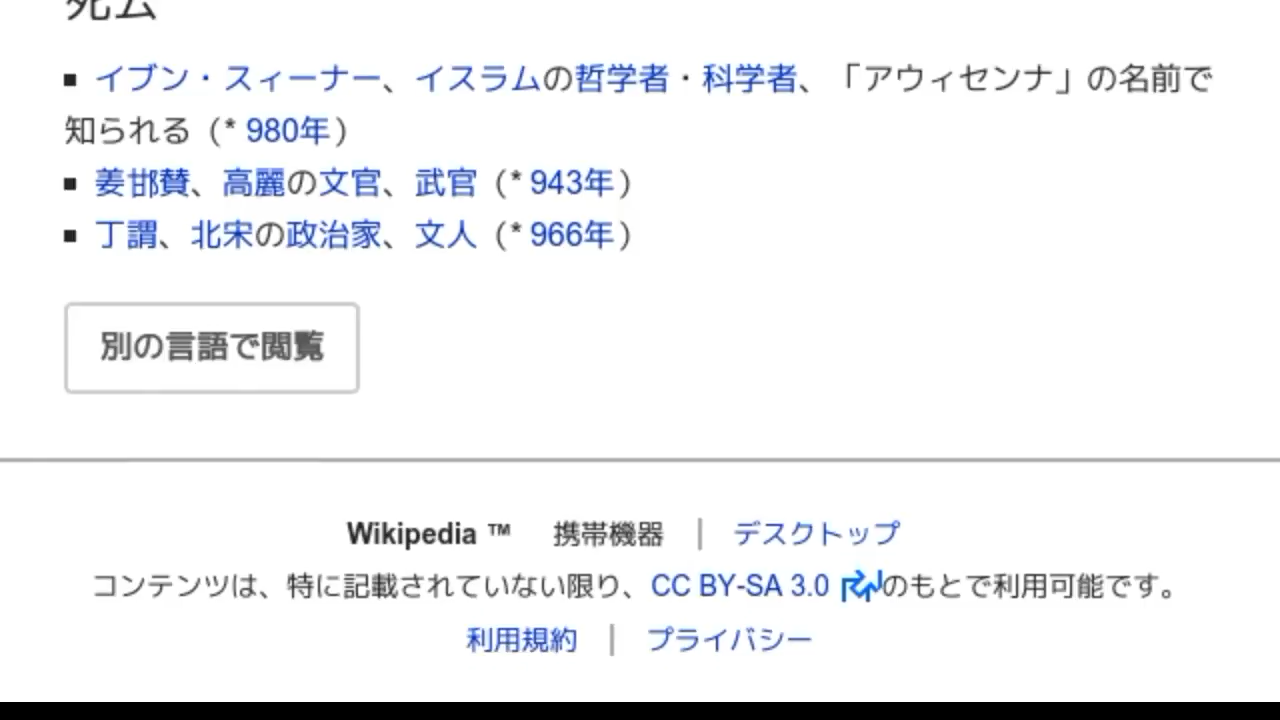 死亡
▪ イブン・スィーナー、イスラムの哲学者・科学者、「アウィセンナ」の名前で
知られる（* 980年）
▪ 姜邯賛、高麗の文官、武官（* 943年）
▪ 丁謂、北宋の政治家、文人（* 966年）
別の言語で閲覧
Wikipedia ™ 携帯機器 | デスクトップ
コンテンツは、特に記載されていない限り、CC BY-SA 3.0 のもとで利用可能です。
利用規約 | プライバシー